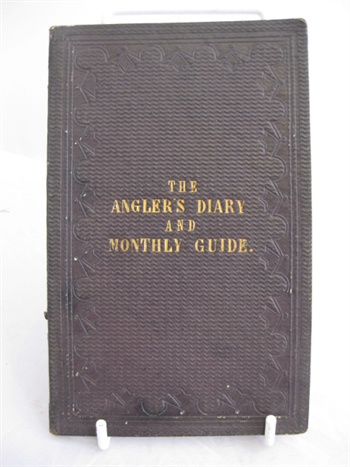 THE
ANGLER'S DIARY
AND
MONTHLY GUIDE.